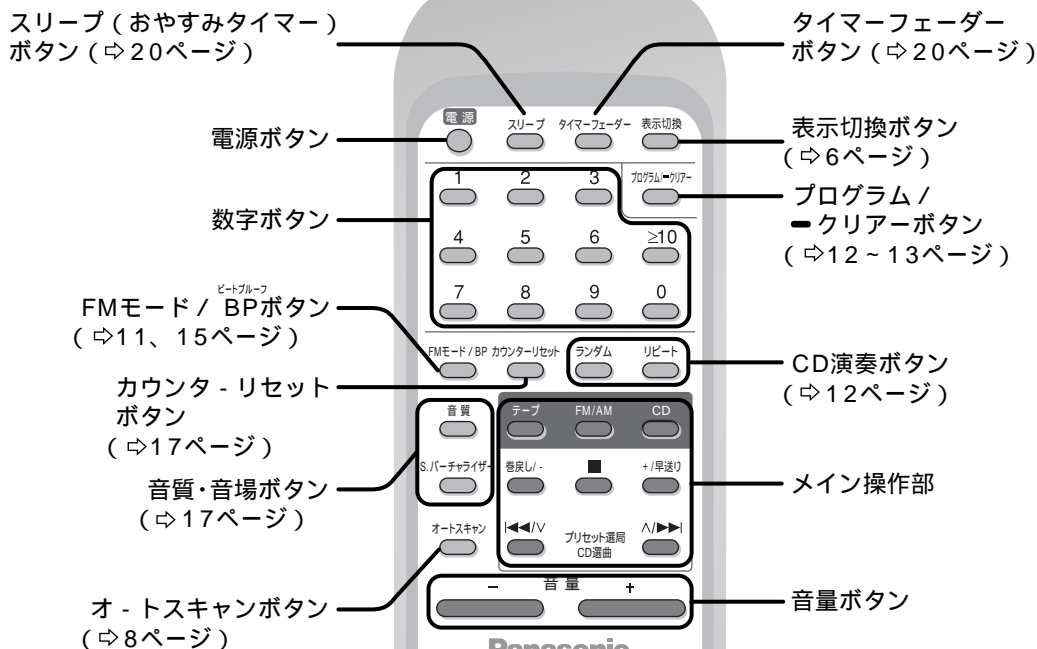 スリープ（おやすみタイマー）
ボタン（⇨20ページ）
タイマーフェーダー
ボタン（⇨20ページ）
電源ボタン
表示切換ボタン
（⇨6ページ）
数字ボタン
プログラム /
━クリアーボタン
（⇨12~13ページ）
ビートプルーフ
FMモード / BPボタン
（⇨11、15ページ）
CD演奏ボタン
（⇨12ページ）
カウンタ - リセット
ボタン
（⇨17ページ）
音質・音場ボタン
（⇨17ページ）
メイン操作部
オ - トスキャンボタン
（⇨8ページ）
音量ボタン
電源 スリープ タイマーフェーダー 表示切換
1 2 3 プログラム/━クリアー
4 5 6 ≥10
7 8 9 0
FMモード / BP カウンターリセット ランダム リピート
音質 テープ FM/AM CD
S.バーチャライザー 巻戻し/ - ■ + /早送り
オートスキャン |◀◀/∨ プリセット選局 ∧/▶▶|
CD選曲
− 音量 +
Panasonic